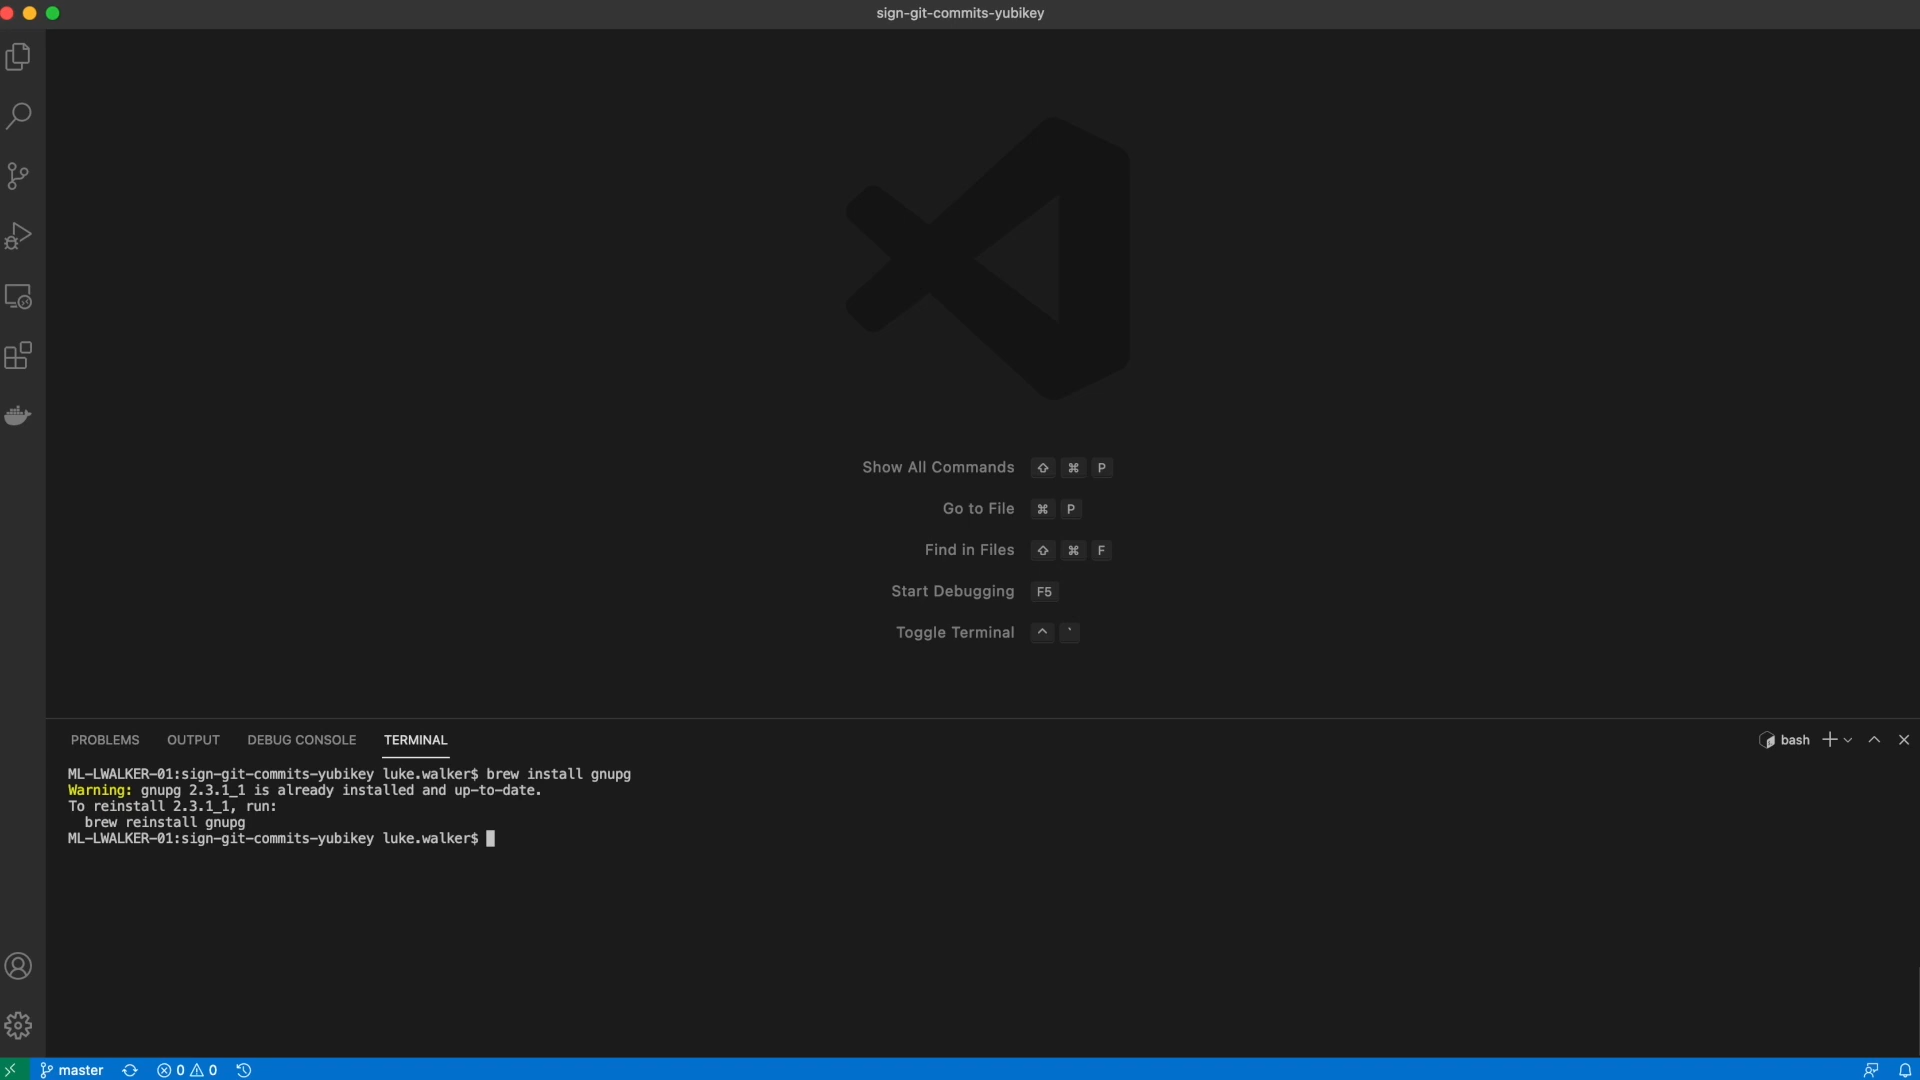 sign-git-commits-yubikey
Show All Commands ⇧ ⌘ P
Go to File ⌘ P
Find in Files ⇧ ⌘ F
Start Debugging F5
Toggle Terminal ^ `
PROBLEMS OUTPUT DEBUG CONSOLE TERMINAL
bash
ML-LWALKER-01:sign-git-commits-yubikey luke.walker$ brew install gnupg
Warning: gnupg 2.3.1_1 is already installed and up-to-date.
To reinstall 2.3.1_1, run:
brew reinstall gnupg
ML-LWALKER-01:sign-git-commits-yubikey luke.walker$
master 0 0